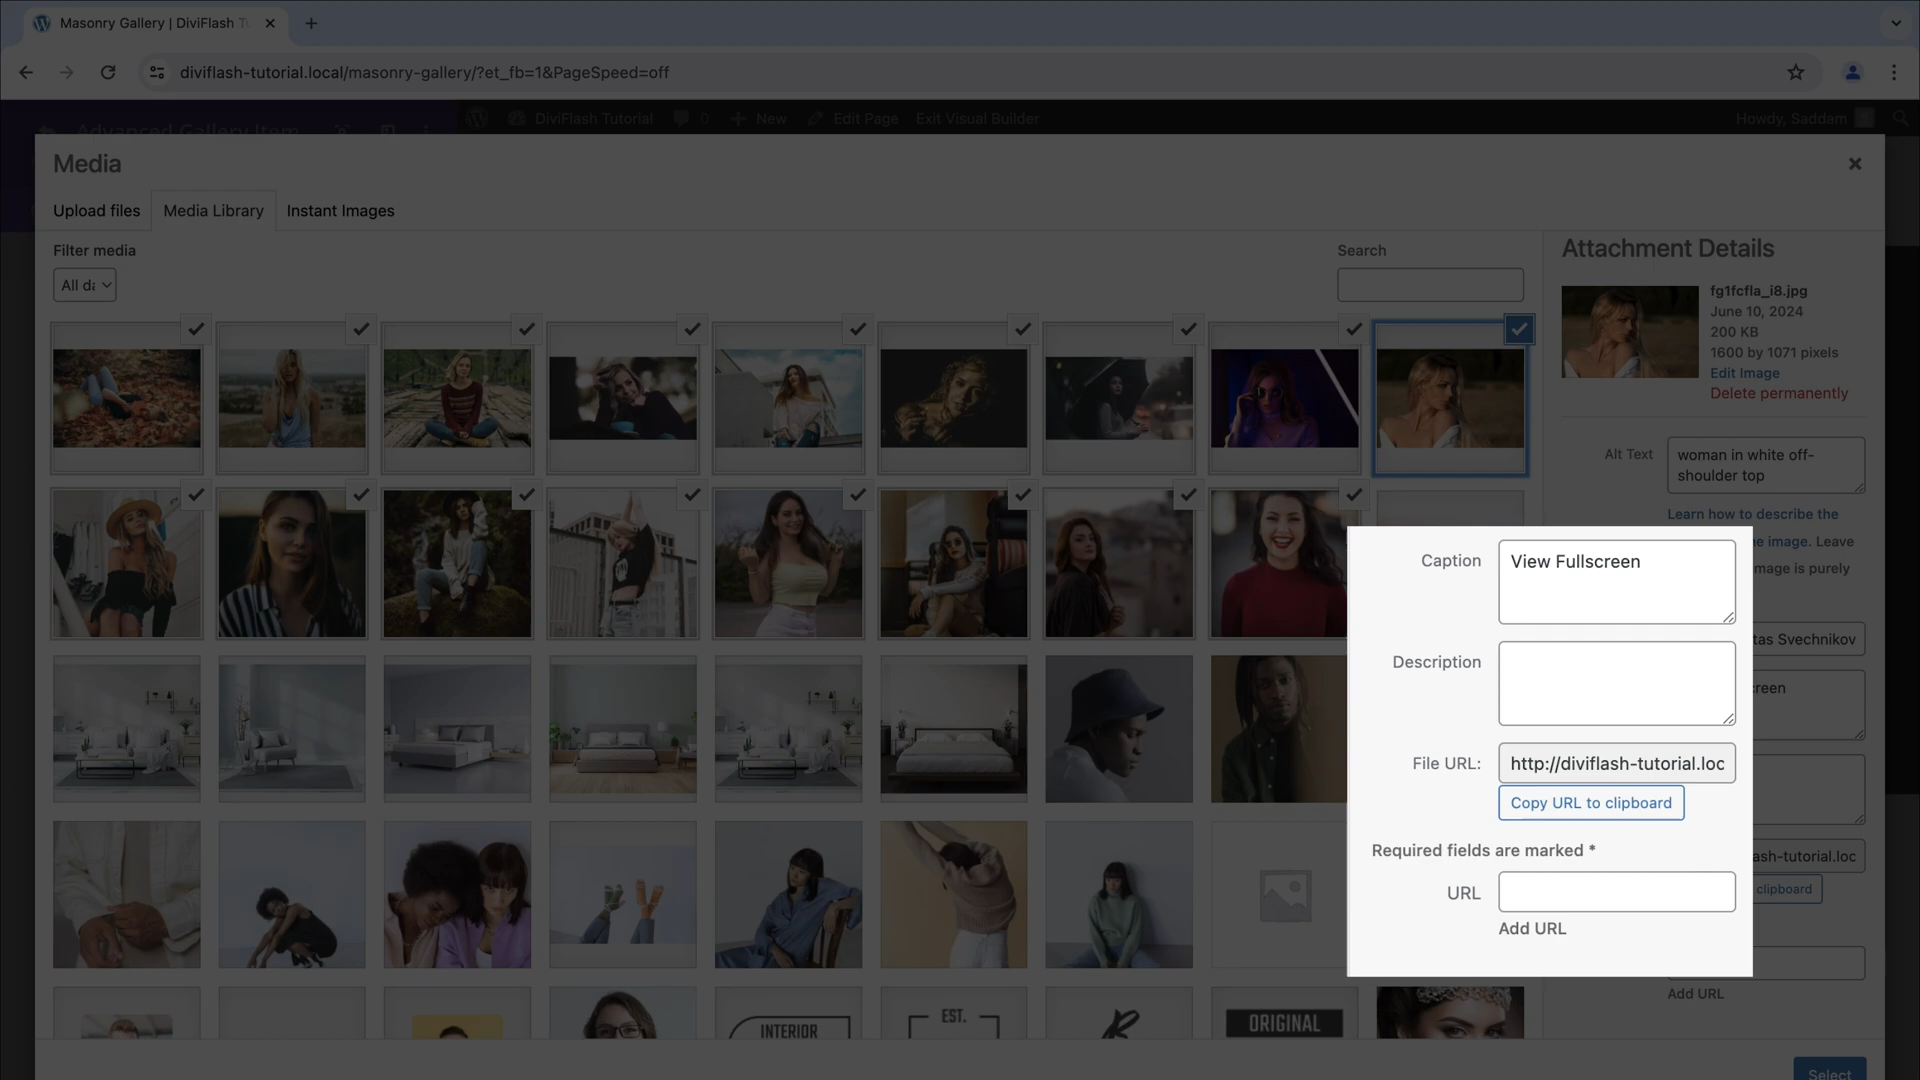 Masonry Gallery | DiviFlash
diviflash-tutorial.local/masonry-gallery/?et_fb=1&PageSpeed=off
Advanced Gallery Item
DiviFlash Tutorial
0
New
Edit Page
Exit Visual Builder
Howdy, Saddam
Media
Upload files
Media Library
Instant Images
Filter media
Search
Attachment Details
fg1fcfla_i8.jpg
June 10, 2024
200 KB
1600 by 1071 pixels
Edit Image
Delete permanently
Alt Text
woman in white off-
shoulder top
Learn how to describe the
e image. Leave
mage is purely
Caption
View Fullscreen
tas Svechnikov
Description
reen
File URL:
http://diviflash-tutorial.loc
Copy URL to clipboard
Required fields are marked *
ash-tutorial.loc
clipboard
URL
Add URL
Add URL
INTERIOR
EST.
ORIGINAL
Select